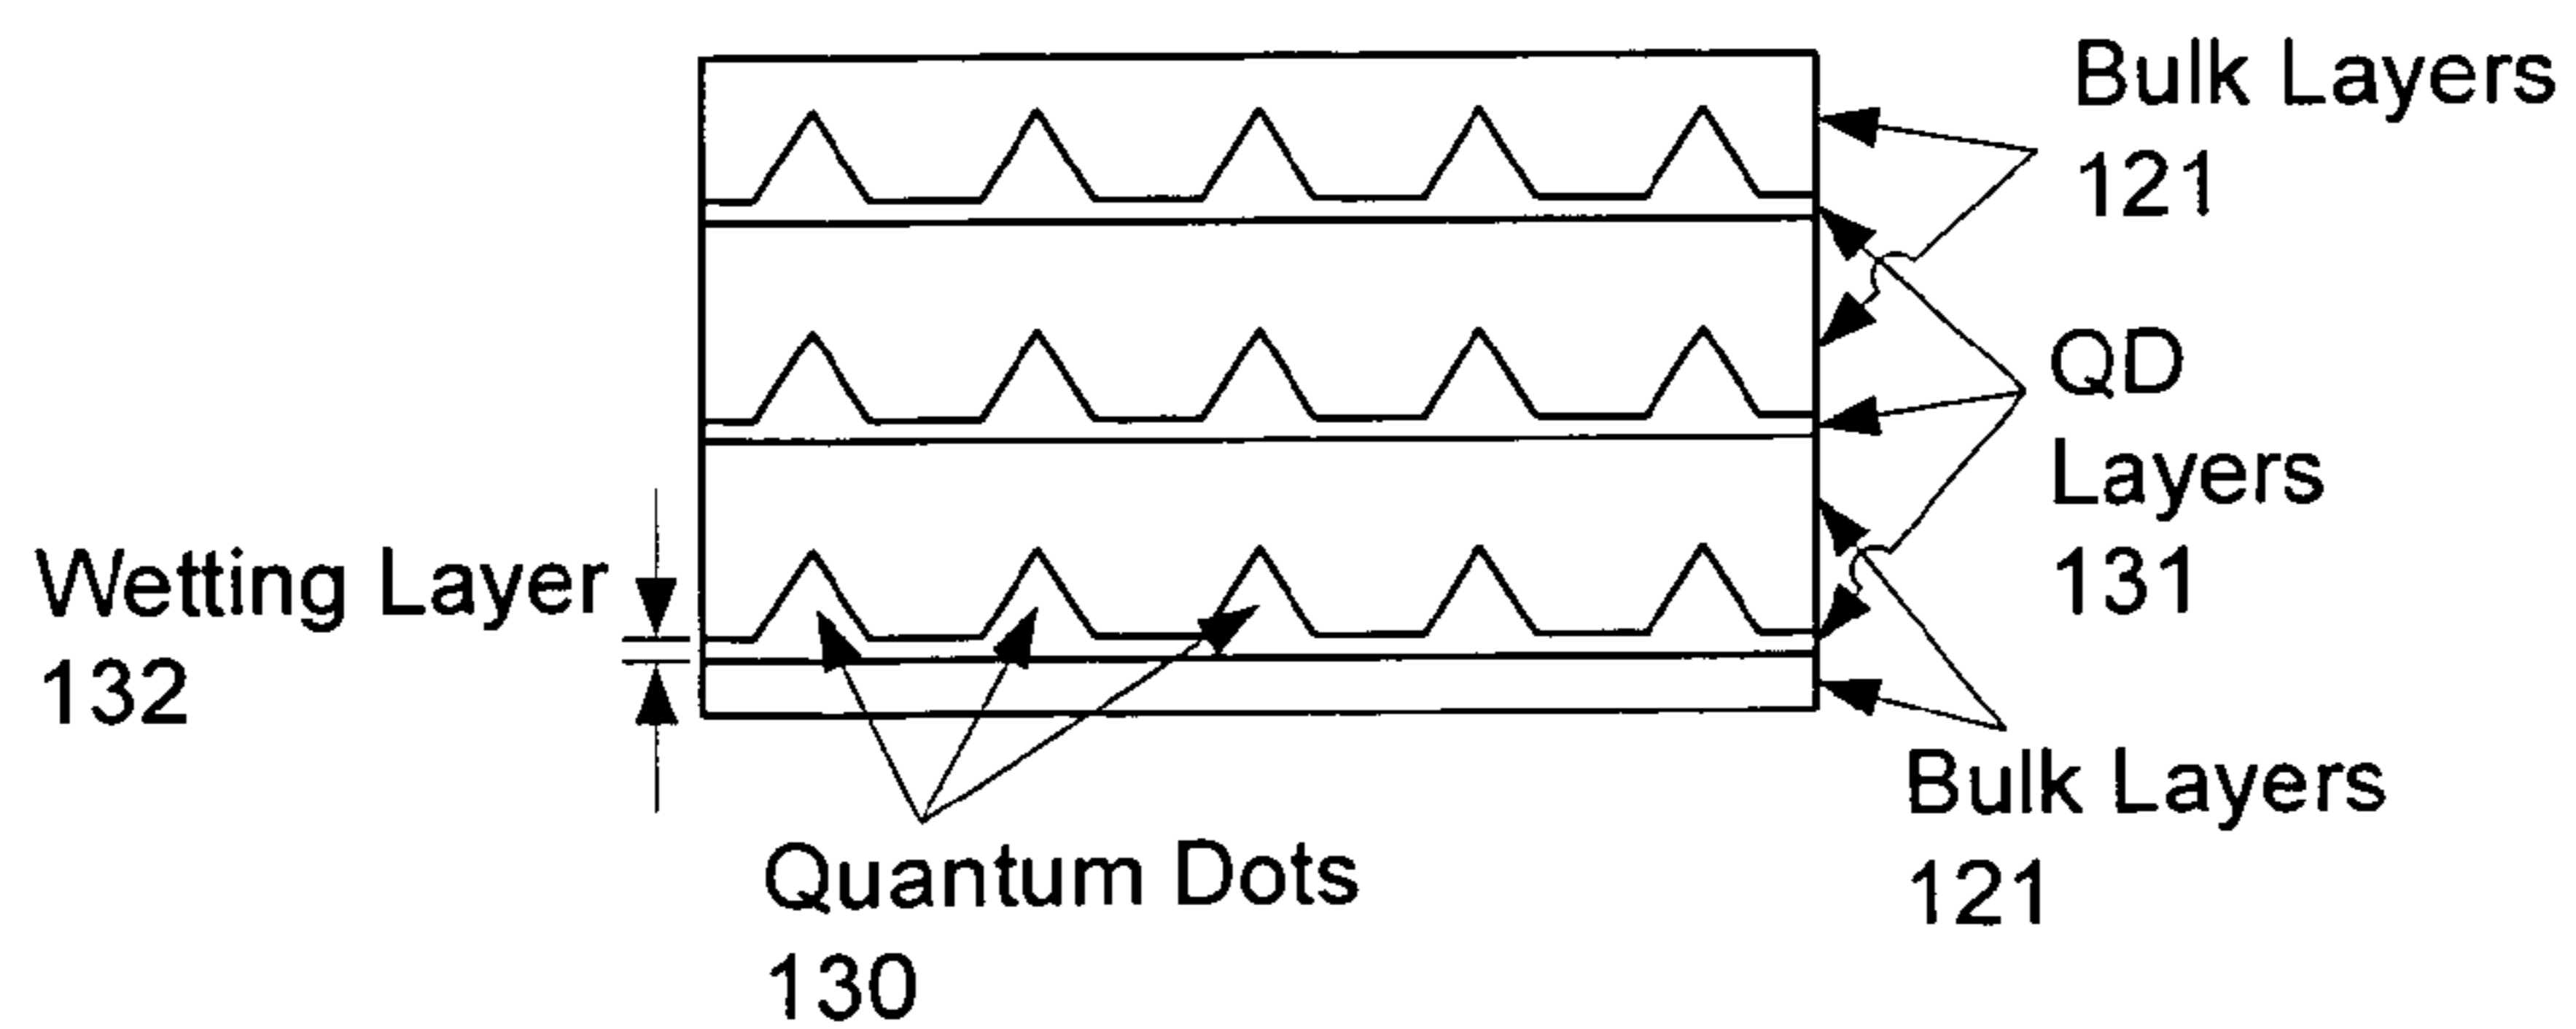 Bulk Layers
121
QD
Layers
131
Wetting Layer
132
Bulk Layers
121
Quantum Dots
130